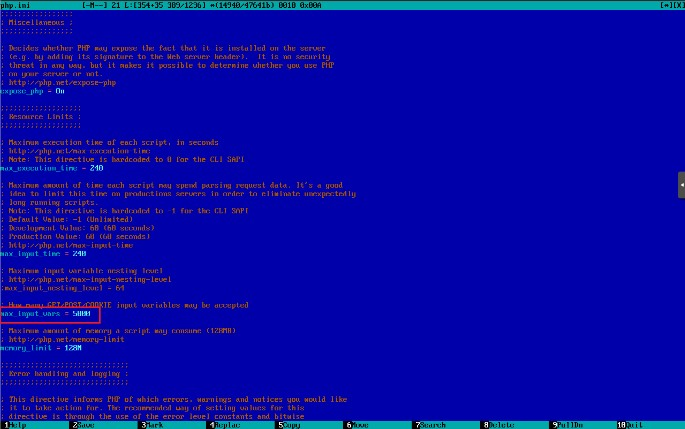 php.ini [-M--] 21 L:[354+35 389/1236] *(14940/47641b) 0010 0x00A [*][X]
;;;;;;;;;;;;;;;;;
; Miscellaneous ;
;;;;;;;;;;;;;;;;;
; Decides whether PHP may expose the fact that it is installed on the server
; (e.g. by adding its signature to the Web server header). It is no security
; threat in any way, but it makes it possible to determine whether you use PHP
; on your server or not.
; http://php.net/expose-php
expose_php = On
;;;;;;;;;;;;;;;;;;;
; Resource Limits ;
;;;;;;;;;;;;;;;;;;;
; Maximum execution time of each script, in seconds
; http://php.net/max-execution-time
; Note: This directive is hardcoded to 0 for the CLI SAPI
max_execution_time = 240
; Maximum amount of time each script may spend parsing request data. It's a good
; idea to limit this time on productions servers in order to eliminate unexpectedly
; long running scripts.
; Note: This directive is hardcoded to -1 for the CLI SAPI
; Default Value: -1 (Unlimited)
; Development Value: 60 (60 seconds)
; Production Value: 60 (60 seconds)
; http://php.net/max-input-time
max_input_time = 240
; Maximum input variable nesting level
; http://php.net/max-input-nesting-level
;max_input_nesting_level = 64
; How many GET/POST/COOKIE input variables may be accepted
max_input_vars = 5000
; Maximum amount of memory a script may consume (128MB)
; http://php.net/memory-limit
memory_limit = 128M
;;;;;;;;;;;;;;;;;;;;;;;;;;;;;;
; Error handling and logging ;
;;;;;;;;;;;;;;;;;;;;;;;;;;;;;;
; This directive informs PHP of which errors, warnings and notices you would like
; it to take action for. The recommended way of setting values for this
; directive is through the use of the error level constants and bitwise
1Help 2Save 3Mark 4Replac 5Copy 6Move 7Search 8Delete 9PullDn 10Quit